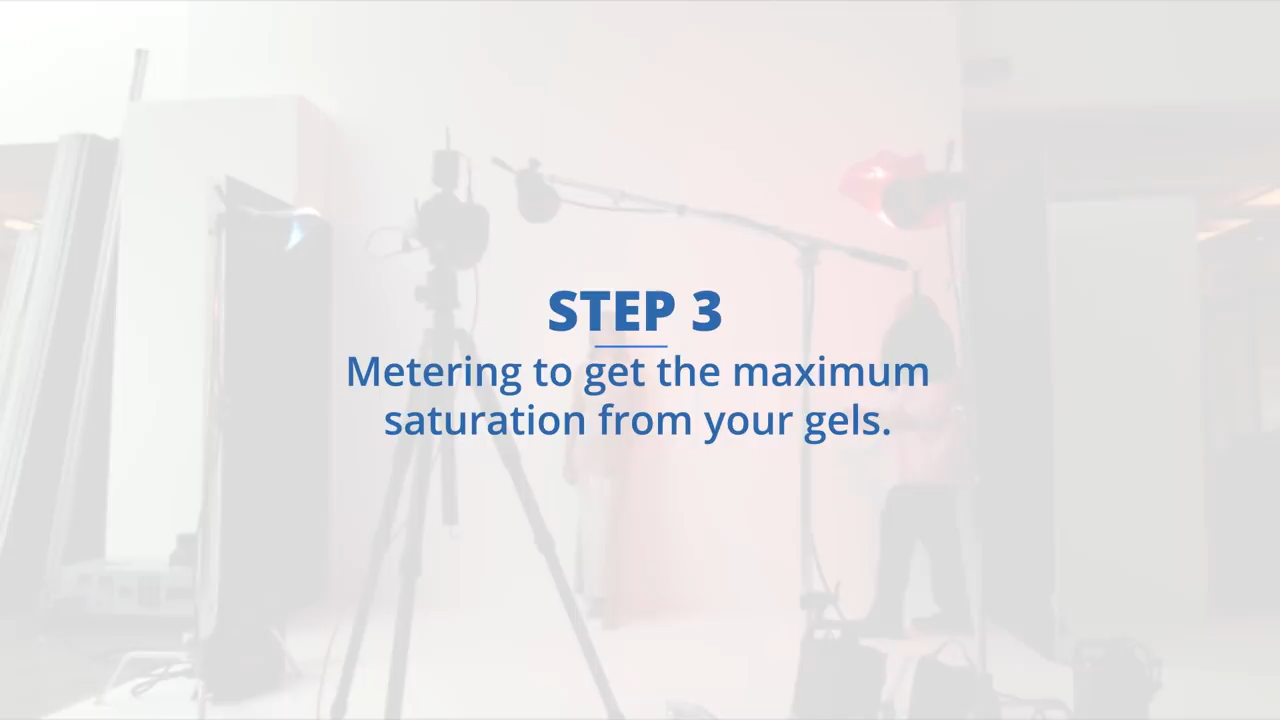 STEP 3
Metering to get the maximum
saturation from your gels.